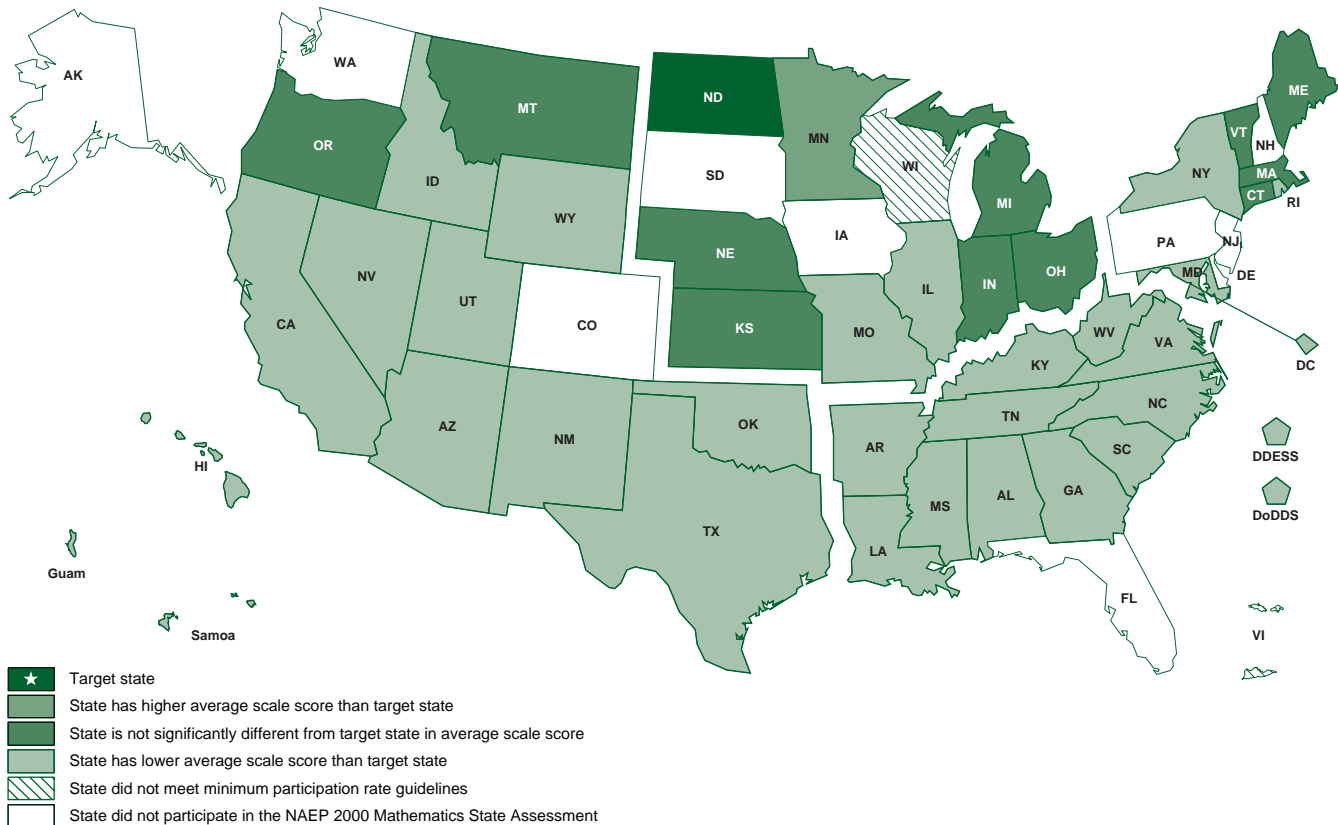 AK
WA
MT
ND
MN
ME
VT
NH
OR
ID
SD
WI
NY
MA
WY
MI
CT
RI
IA
PA
NJ
NE
NV
UT
IL
IN
OH
MD
DE
CA
CO
KS
MO
WV
VA
KY
DC
AZ
NM
OK
AR
TN
NC
SC
DDESS
HI
TX
MS
AL
GA
DoDDS
LA
Guam
FL
Samoa
VI
Target state
State has higher average scale score than target state
State is not significantly different from target state in average scale score
State has lower average scale score than target state
State did not meet minimum participation rate guidelines
State did not participate in the NAEP 2000 Mathematics State Assessment